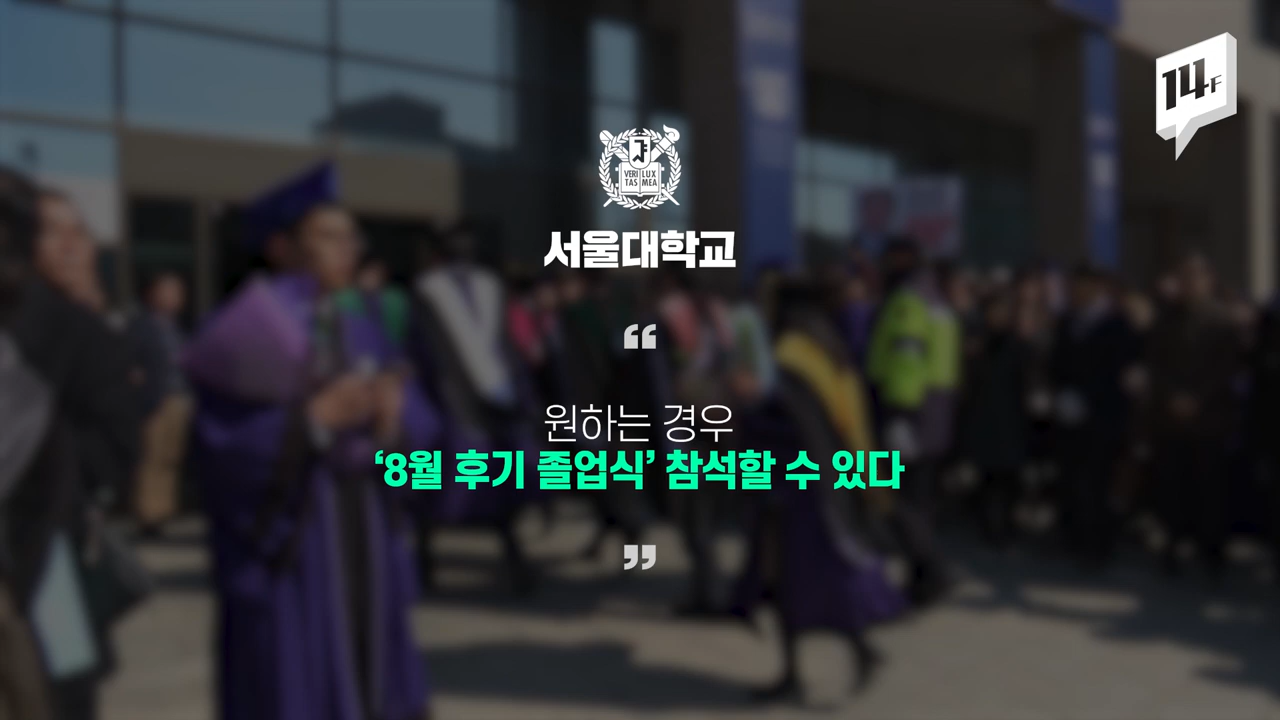 14F
VERI LUX
TAS MEA
서울대학교
“
원하는 경우
‘8월 후기 졸업식’ 참석할 수 있다
”